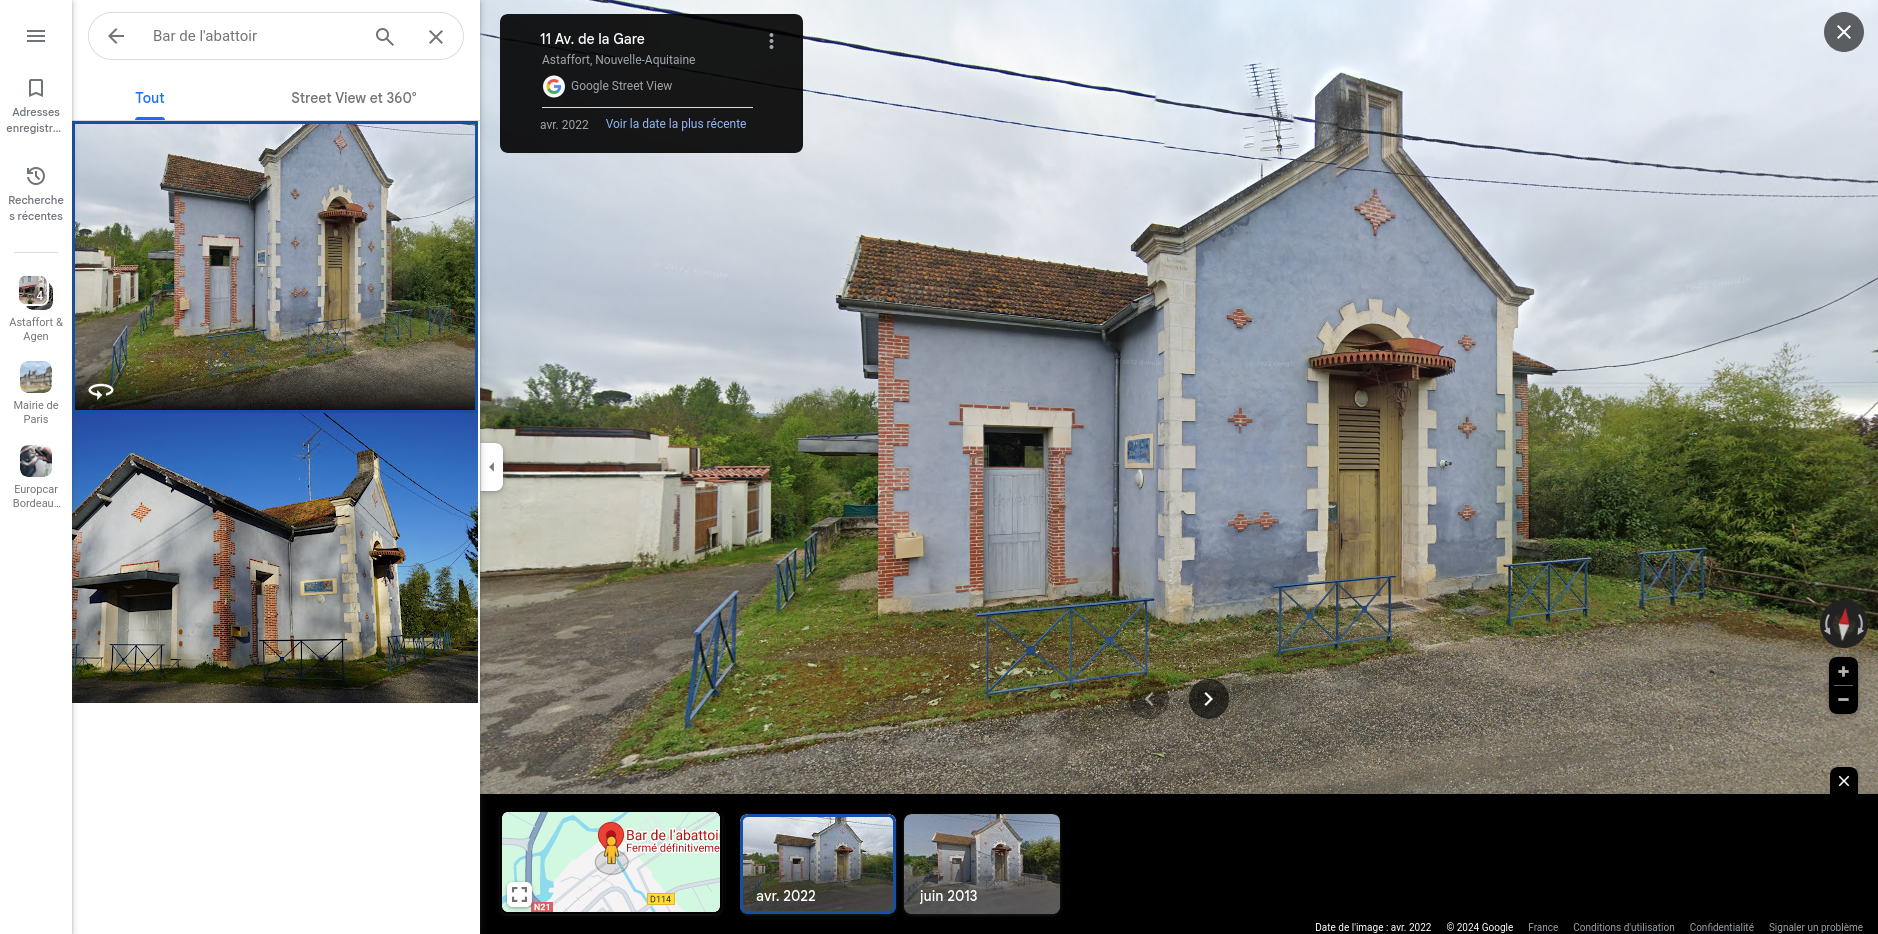 Bar de l'abattoir
Tout
Street View et 360°
Adresses
enregistr...
Recherche
s récentes
4
Astaffort &
Agen
Mairie de
Paris
Europcar
Bordeau...
11 Av. de la Gare
Astaffort, Nouvelle-Aquitaine
Google Street View
avr. 2022
Voir la date la plus récente
Bar de l'abattoi
Fermé définitiveme
D114
N21
avr. 2022
juin 2013
Date de l'image : avr. 2022
© 2024 Google
France
Conditions d'utilisation
Confidentialité
Signaler un problème